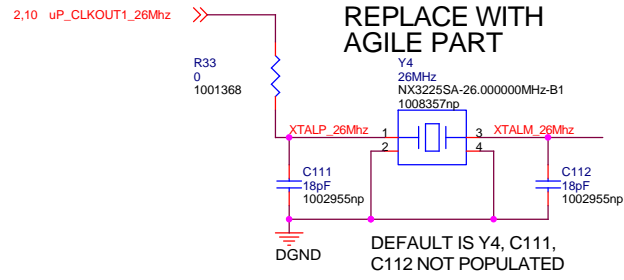 2,10 uP_CLKOUT1_26Mhz
REPLACE WITH
AGILE PART
R33
0
1001368
Y4
26MHz
NX3225SA-26.000000MHz-B1
1008357np
XTALP_26Mhz
1
2
3
4
XTALM_26Mhz
C111
18pF
1002955np
C112
18pF
1002955np
DGND
DEFAULT IS Y4, C111,
C112 NOT POPULATED